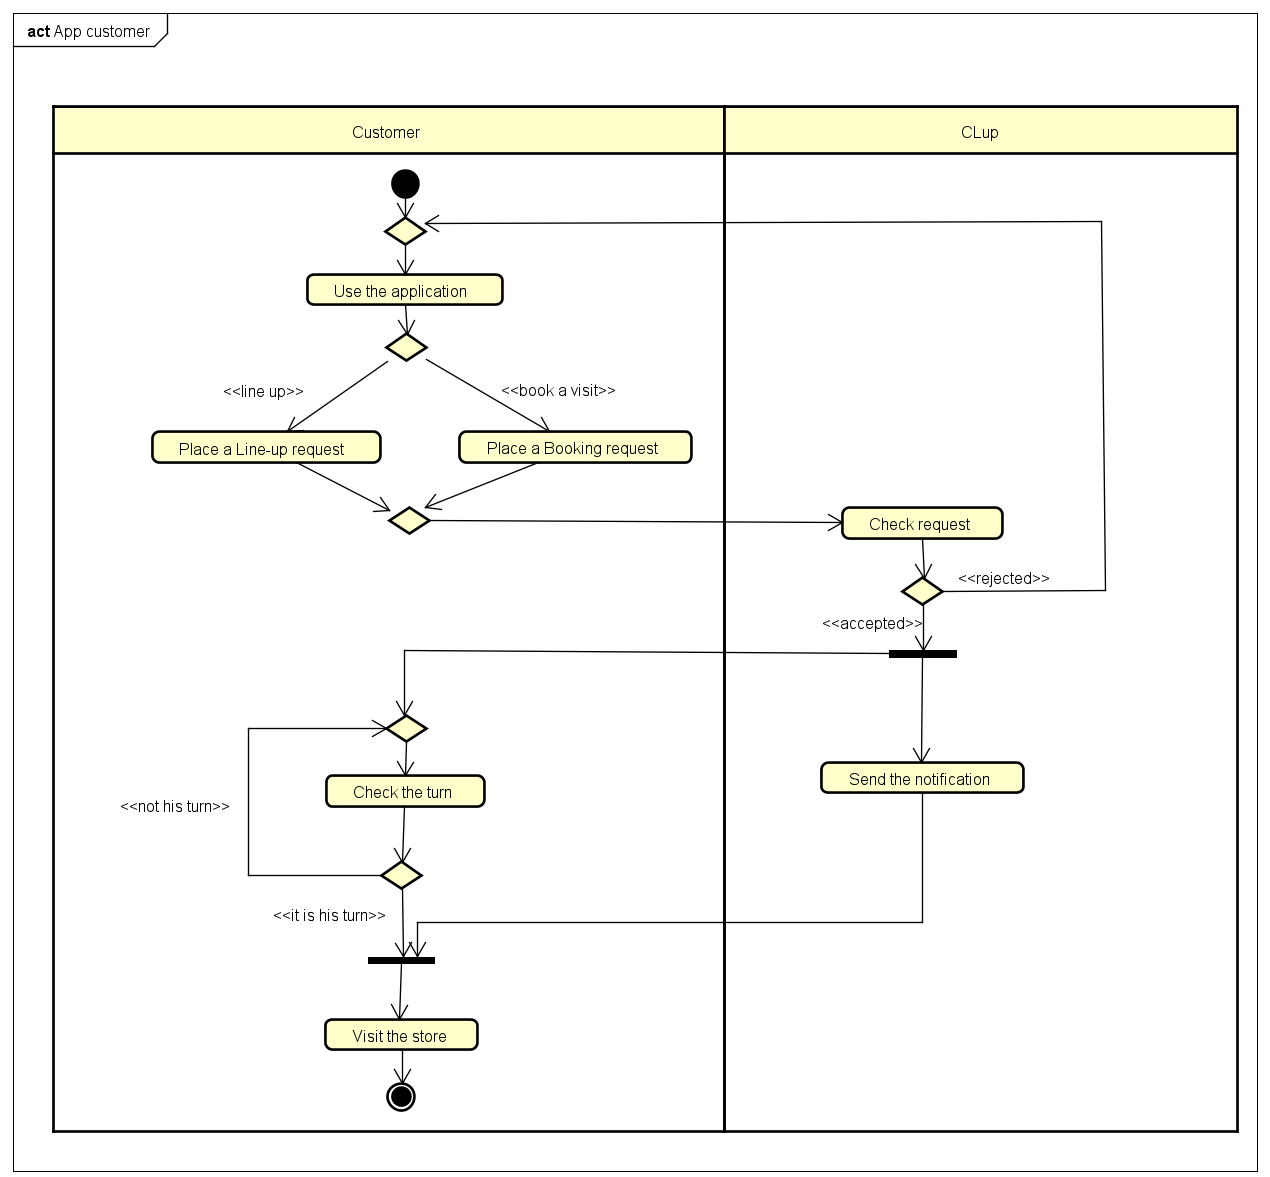 act App customer
Customer
CLup
Use the application
<<line up>>
<<book a visit>>
Place a Line-up request
Place a Booking request
Check request
<<rejected>>
<<accepted>>
Check the turn
Send the notification
<<not his turn>>
<<it is his turn>>
Visit the store